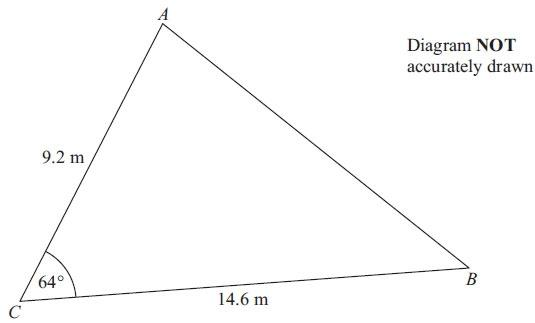 A
Diagram NOT
accurately drawn
9.2 m
64°
B
14.6 m
C